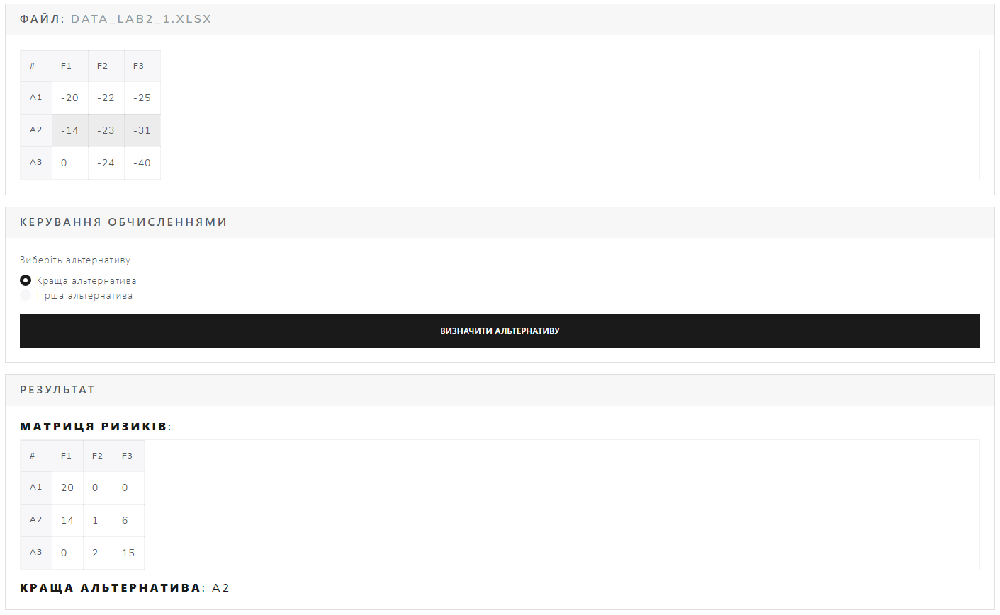 ФАЙЛ: DATA_LAB2_1.XLSX
# F1 F2 F3
A1 -20 -22 -25
A2 -14 -23 -31
A3 0 -24 -40
КЕРУВАННЯ ОБЧИСЛЕННЯМИ
Виберіть альтернативу
Краща альтернатива
Гірша альтернатива
ВИЗНАЧИТИ АЛЬТЕРНАТИВУ
РЕЗУЛЬТАТ
МАТРИЦЯ РИЗИКІВ:
# F1 F2 F3
A1 20 0 0
A2 14 1 6
A3 0 2 15
КРАЩА АЛЬТЕРНАТИВА: A2